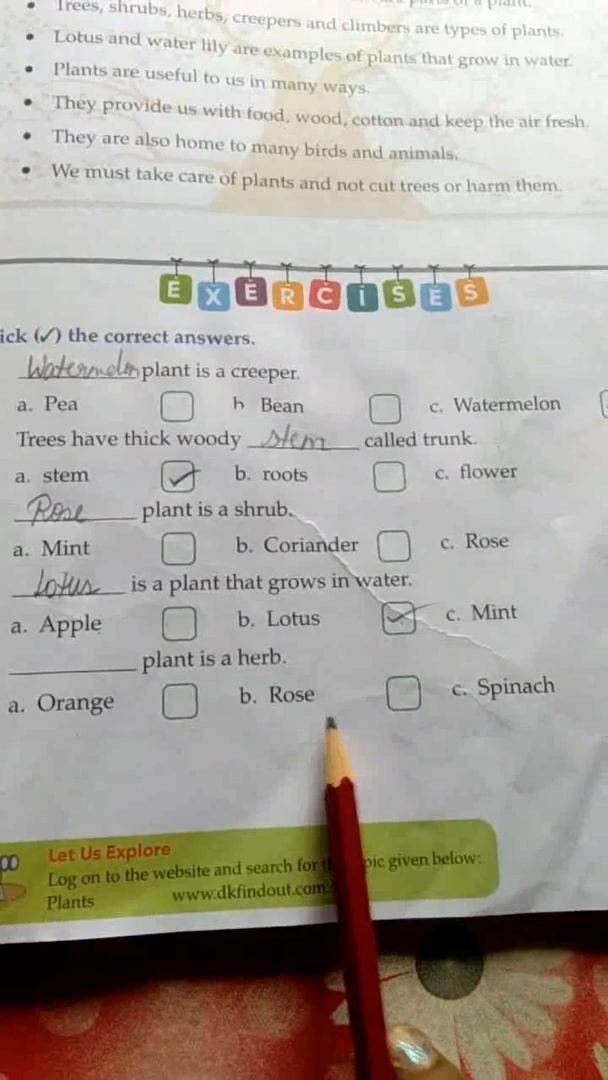 Trees, shrubs, herbs, creepers and climbers are types of plants.
• Lotus and water lily are examples of plants that grow in water.
• Plants are useful to us in many ways.
• They provide us with food, wood, cotton and keep the air fresh.
• They are also home to many birds and animals.
• We must take care of plants and not cut trees or harm them.
EXERCISES
ick (✓) the correct answers.
Watermelon plant is a creeper.
a. Pea b Bean c. Watermelon
Trees have thick woody stem called trunk.
a. stem b. roots c. flower
Rose plant is a shrub.
a. Mint b. Coriander c. Rose
Lotus is a plant that grows in water.
a. Apple b. Lotus c. Mint
________ plant is a herb.
a. Orange b. Rose c. Spinach
Let Us Explore
Log on to the website and search for pic given below:
Plants www.dkfindout.com